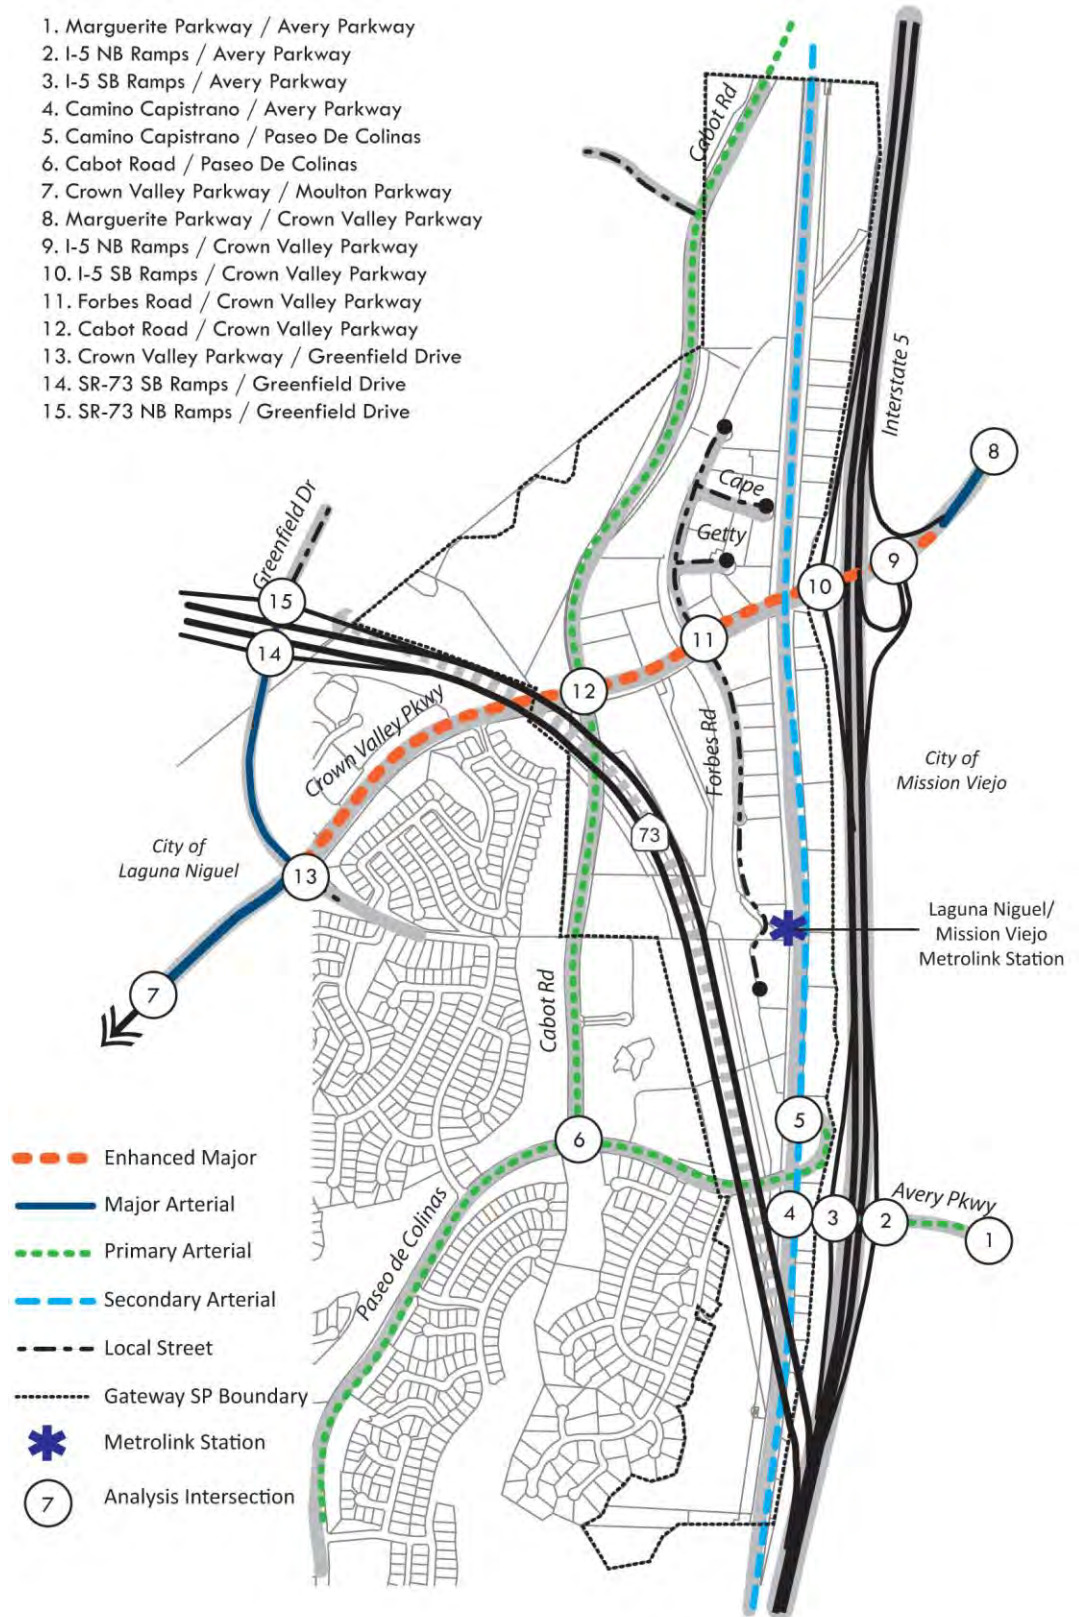 1. Marguerite Parkway / Avery Parkway
2. I-5 NB Ramps / Avery Parkway
3. I-5 SB Ramps / Avery Parkway
4. Camino Capistrano / Avery Parkway
5. Camino Capistrano / Paseo De Colinas
6. Cabot Road / Paseo De Colinas
7. Crown Valley Parkway / Moulton Parkway
8. Marguerite Parkway / Crown Valley Parkway
9. I-5 NB Ramps / Crown Valley Parkway
10. I-5 SB Ramps / Crown Valley Parkway
11. Forbes Road / Crown Valley Parkway
12. Cabot Road / Crown Valley Parkway
13. Crown Valley Parkway / Greenfield Drive
14. SR-73 SB Ramps / Greenfield Drive
15. SR-73 NB Ramps / Greenfield Drive
Cabot Rd
Interstate 5
8
Cape
Greenfield Dr
Getty
9
10
15
11
14
12
Crown Valley Pkwy
Forbes Rd
City of
Mission Viejo
73
City of
Laguna Niguel
13
Laguna Niguel/
Mission Viejo
Metrolink Station
7
Cabot Rd
5
6
Enhanced Major
Avery Pkwy
Major Arterial
4
3
2
1
Paseo de Colinas
Primary Arterial
Secondary Arterial
Local Street
Gateway SP Boundary
Metrolink Station
7
Analysis Intersection